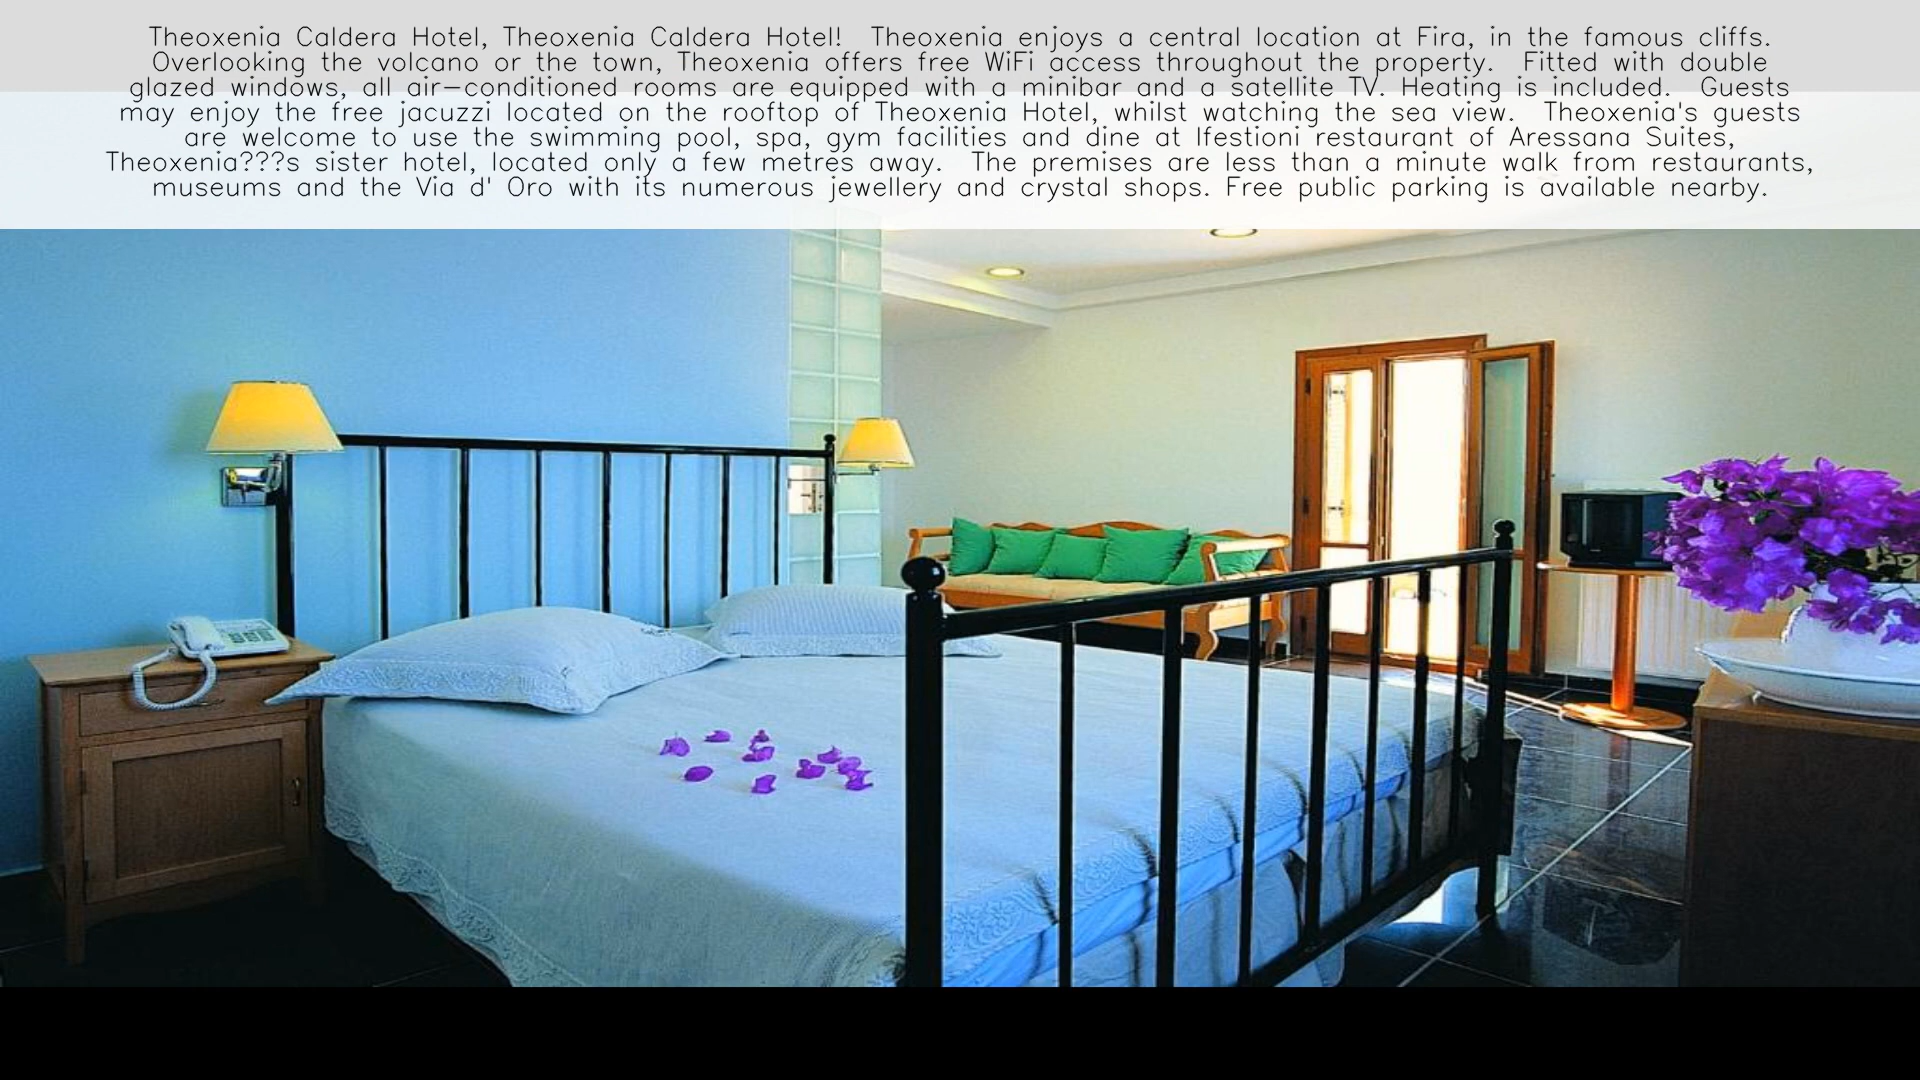 Theoxenia Caldera Hotel, Theoxenia Caldera Hotel!  Theoxenia enjoys a central location at Fira, in the famous cliffs.
Overlooking the volcano or the town, Theoxenia offers free WiFi access throughout the property.  Fitted with double
glazed windows, all air-conditioned rooms are equipped with a minibar and a satellite TV. Heating is included.  Guests
may enjoy the free jacuzzi located on the rooftop of Theoxenia Hotel, whilst watching the sea view.  Theoxenia's guests
are welcome to use the swimming pool, spa, gym facilities and dine at Ifestioni restaurant of Aressana Suites,
Theoxenia???s sister hotel, located only a few metres away.  The premises are less than a minute walk from restaurants,
museums and the Via d' Oro with its numerous jewellery and crystal shops. Free public parking is available nearby.